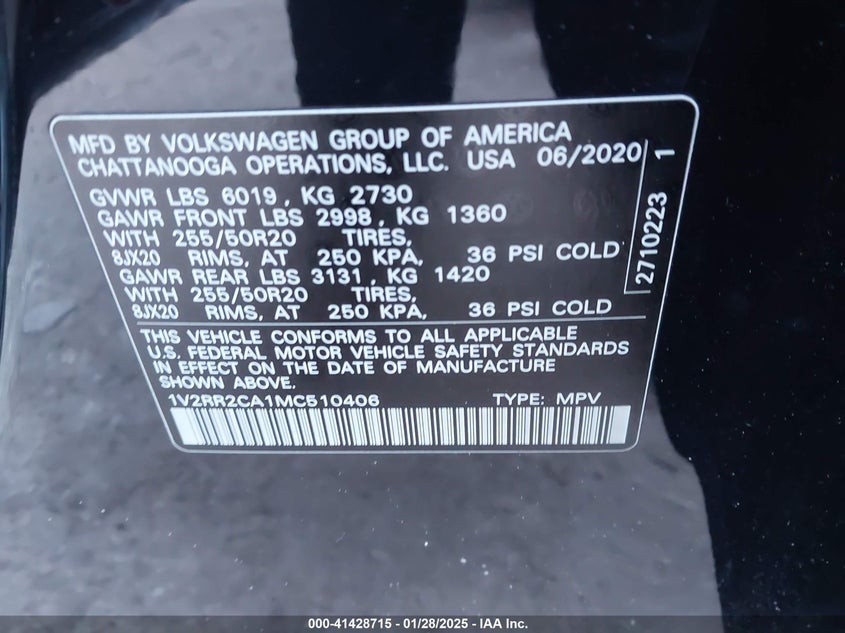 MFD BY VOLKSWAGEN GROUP OF AMERICA
CHATTANOOGA OPERATIONS, LLC. USA 06/2020
GVWR LBS 6019, KG 2730
GAWR FRONT LBS 2998, KG 1360
WITH 255/50R20 TIRES,
8JX20 RIMS, AT 250 KPA, 36 PSI COLD
GAWR REAR LBS 3131, KG 1420
WITH 255/50R20 TIRES,
8JX20 RIMS, AT 250 KPA, 36 PSI COLD
THIS VEHICLE CONFORMS TO ALL APPLICABLE
U.S. FEDERAL MOTOR VEHICLE SAFETY STANDARDS
IN EFFECT ON THE DATE OF MANUFACTURE
SHOWN ABOVE.
1V2RR2CA1MC510406 TYPE: MPV
2710223 1
000-41428715 - 01/28/2025 - IAA Inc.